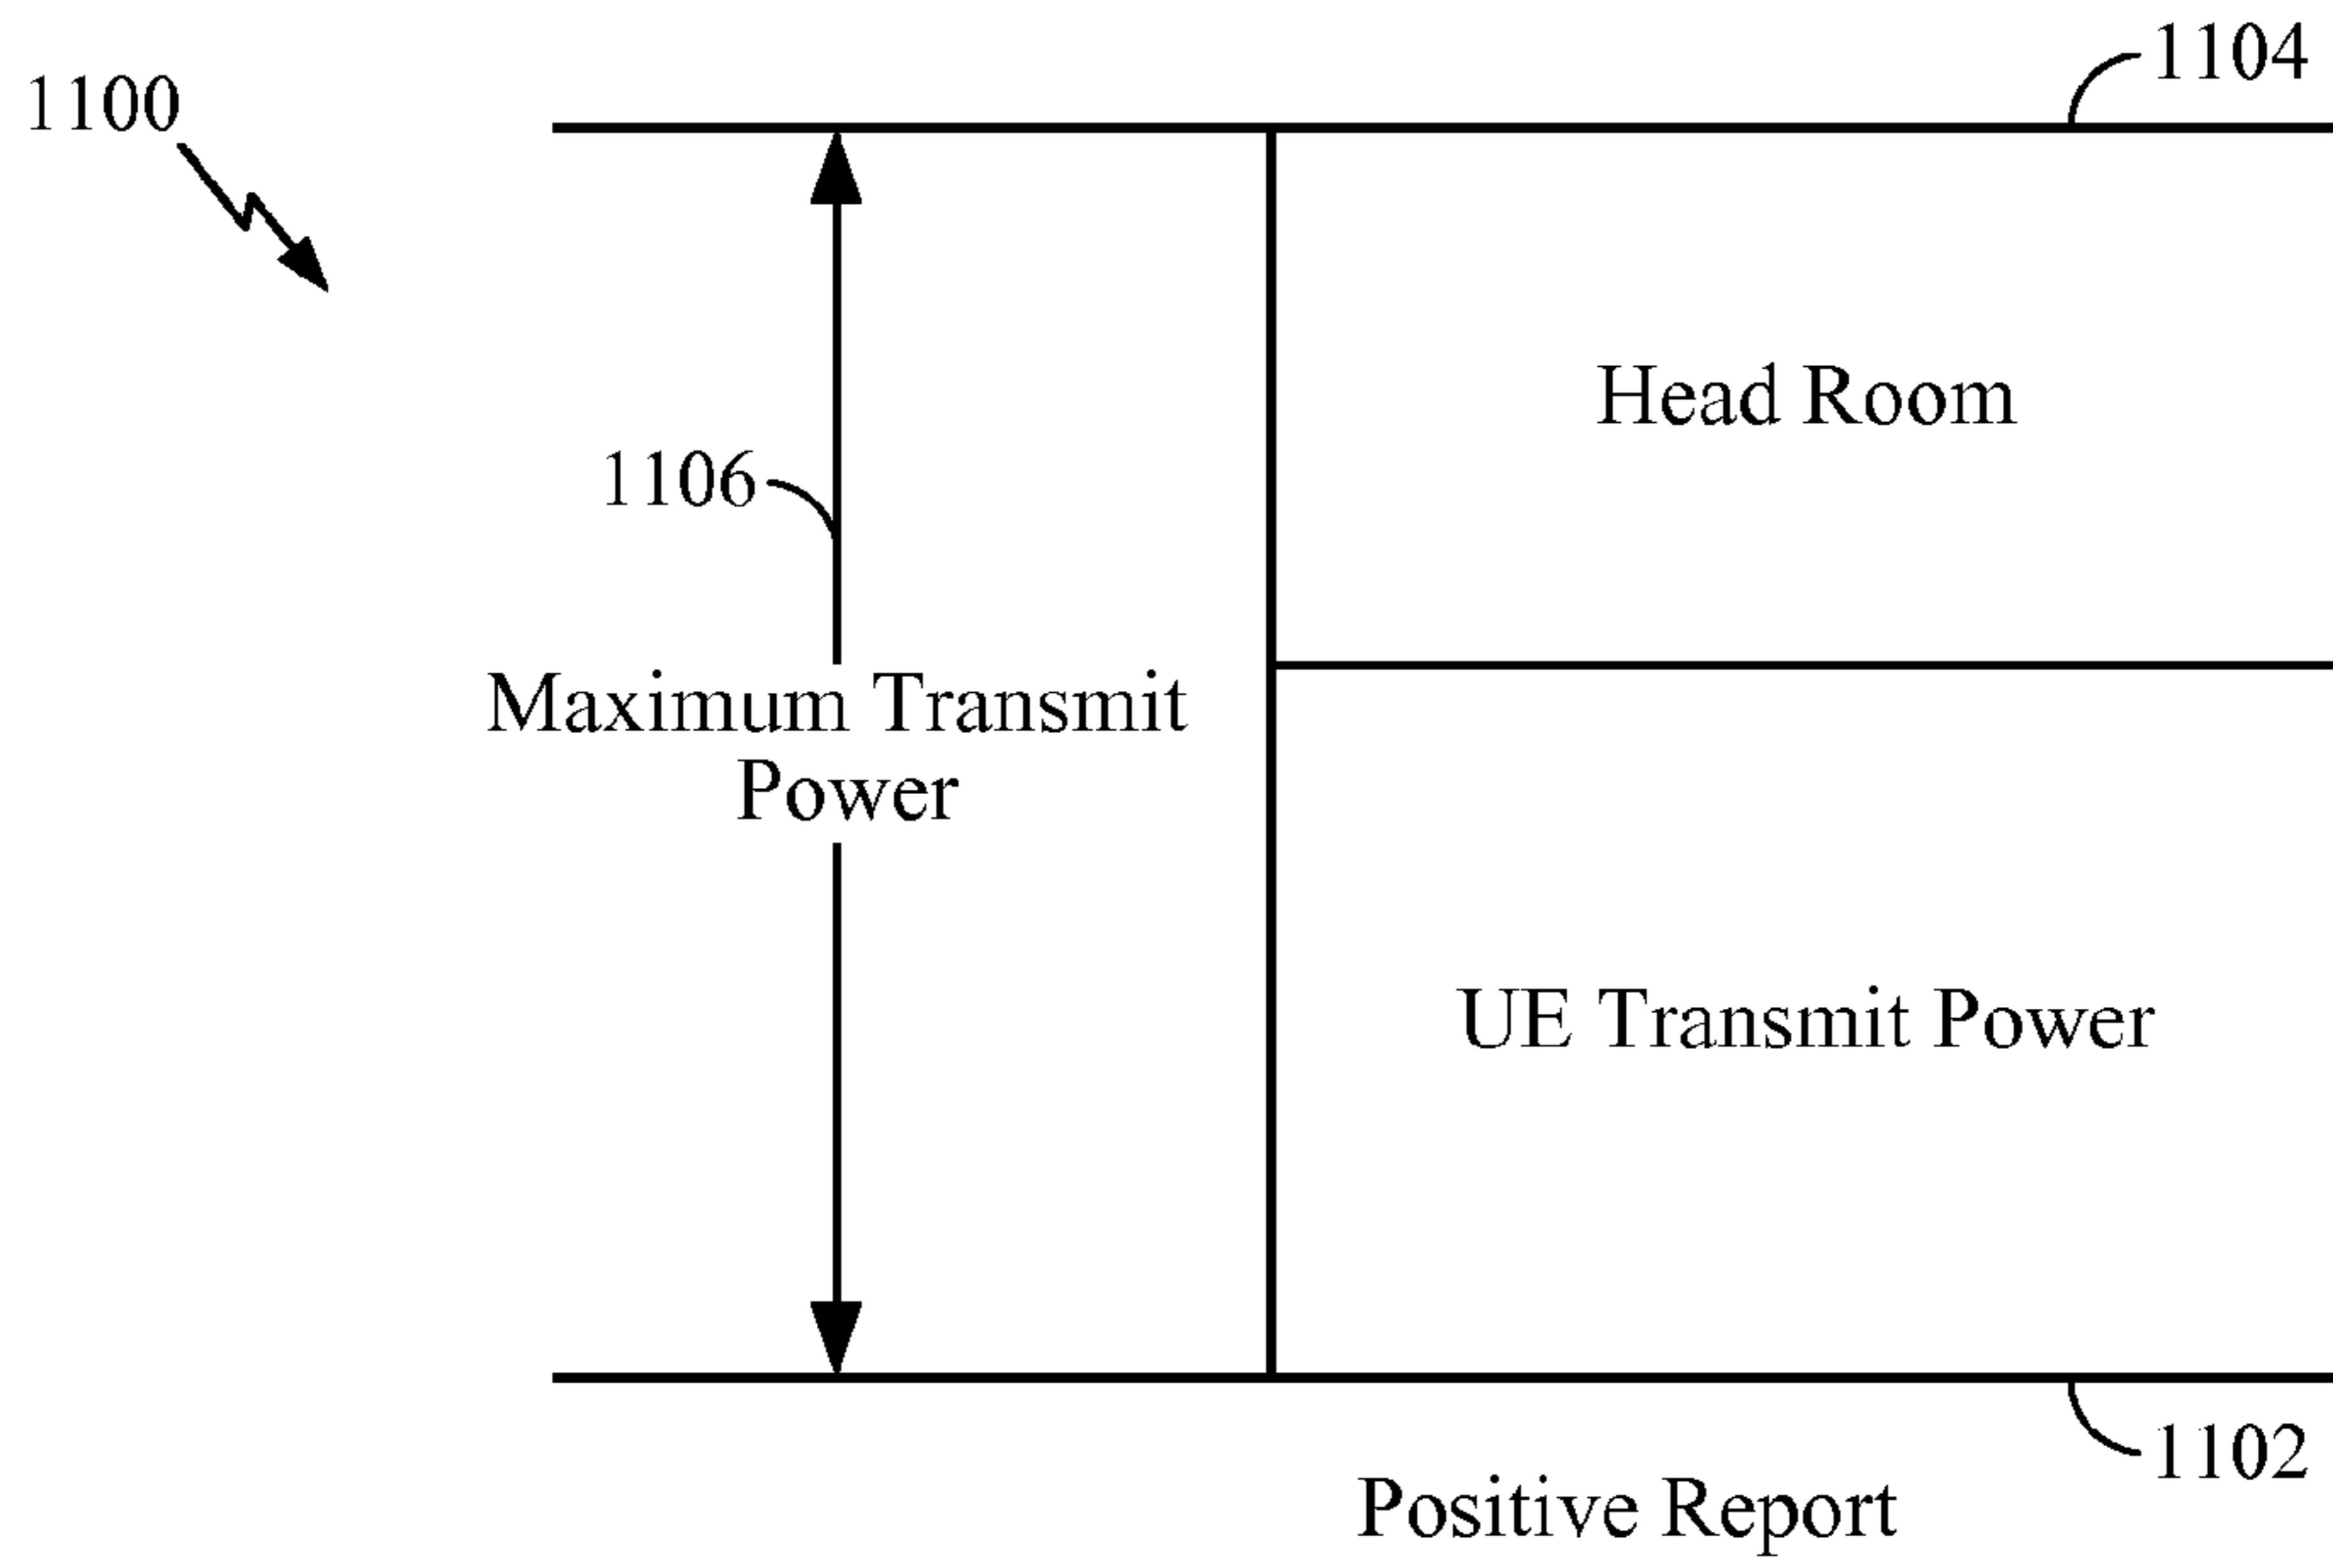 1104
1100
Head Room
1106
Maximum Transmit
Power
UE Transmit Power
1102
Positive Report